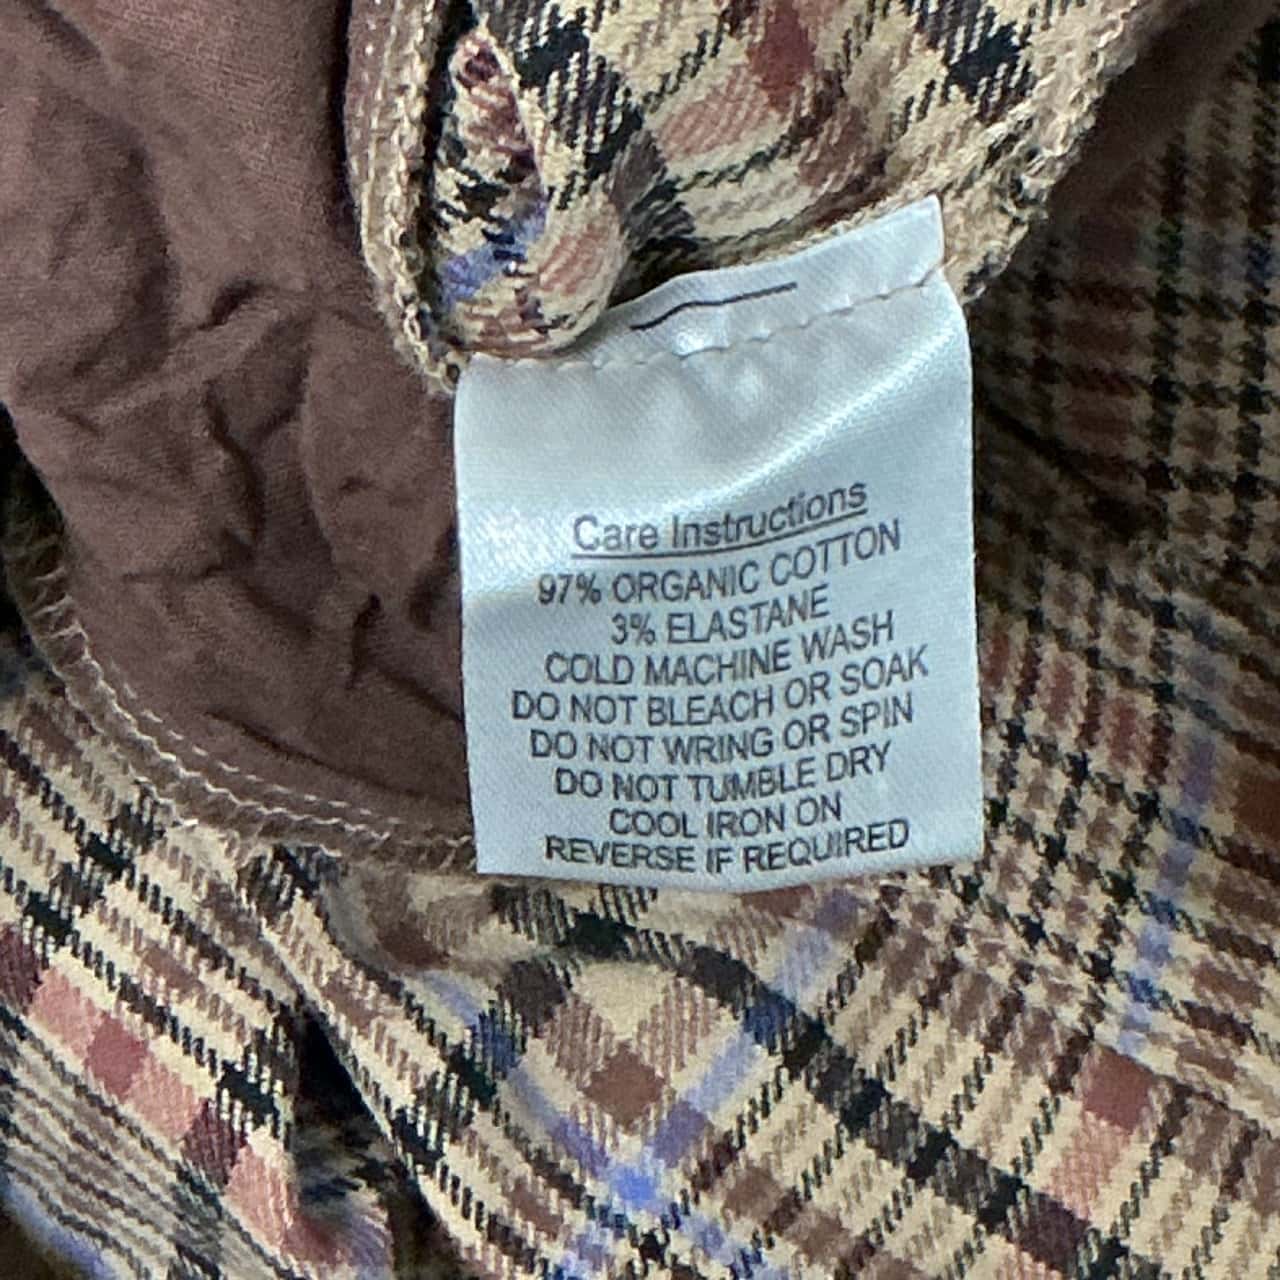 Care Instructions
97% ORGANIC COTTON
3% ELASTANE
COLD MACHINE WASH
DO NOT BLEACH OR SOAK
DO NOT WRING OR SPIN
DO NOT TUMBLE DRY
COOL IRON ON
REVERSE IF REQUIRED